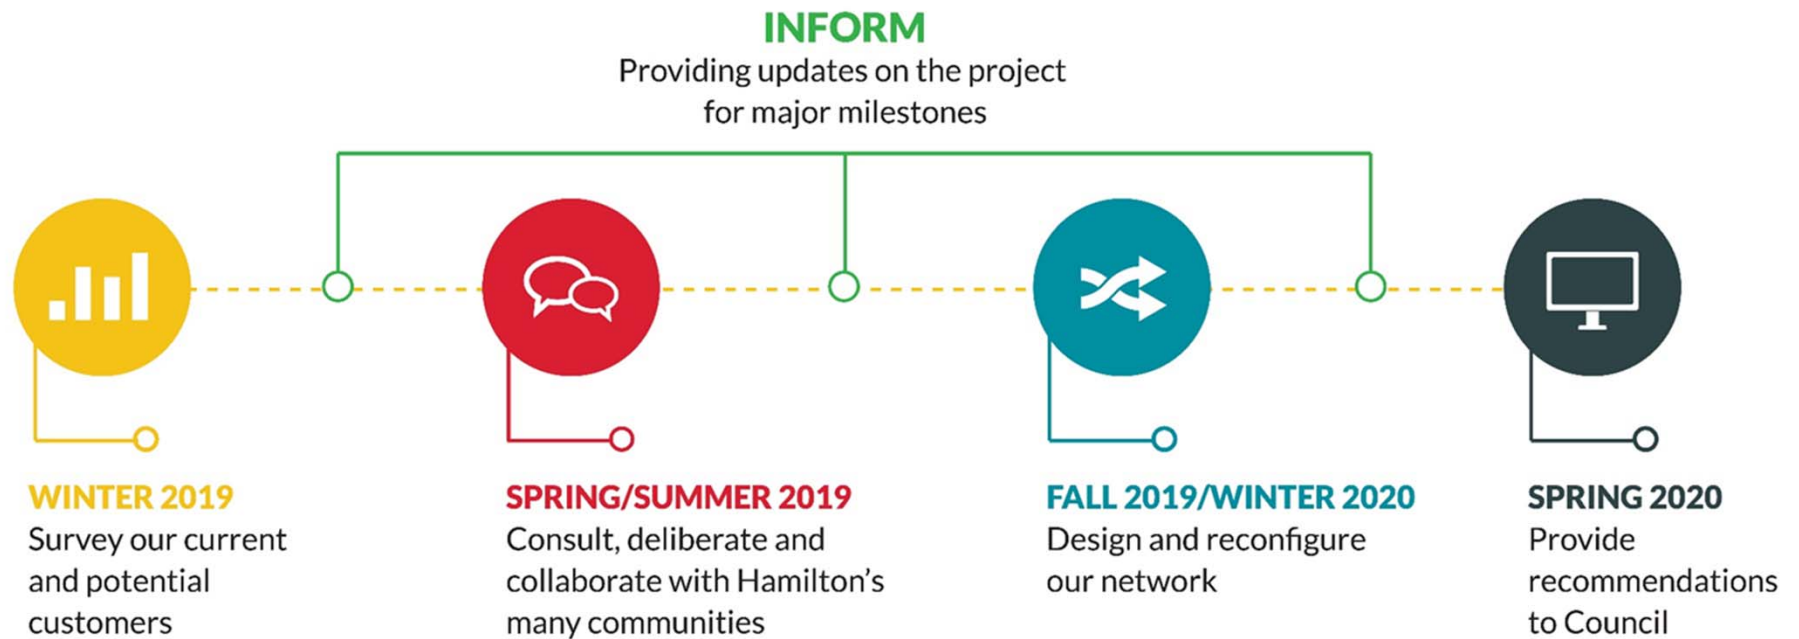 INFORM
Providing updates on the project
for major milestones
WINTER 2019
Survey our current
and potential
customers
SPRING/SUMMER 2019
Consult, deliberate and
collaborate with Hamilton’s
many communities
FALL 2019/WINTER 2020
Design and reconfigure
our network
SPRING 2020
Provide
recommendations
to Council